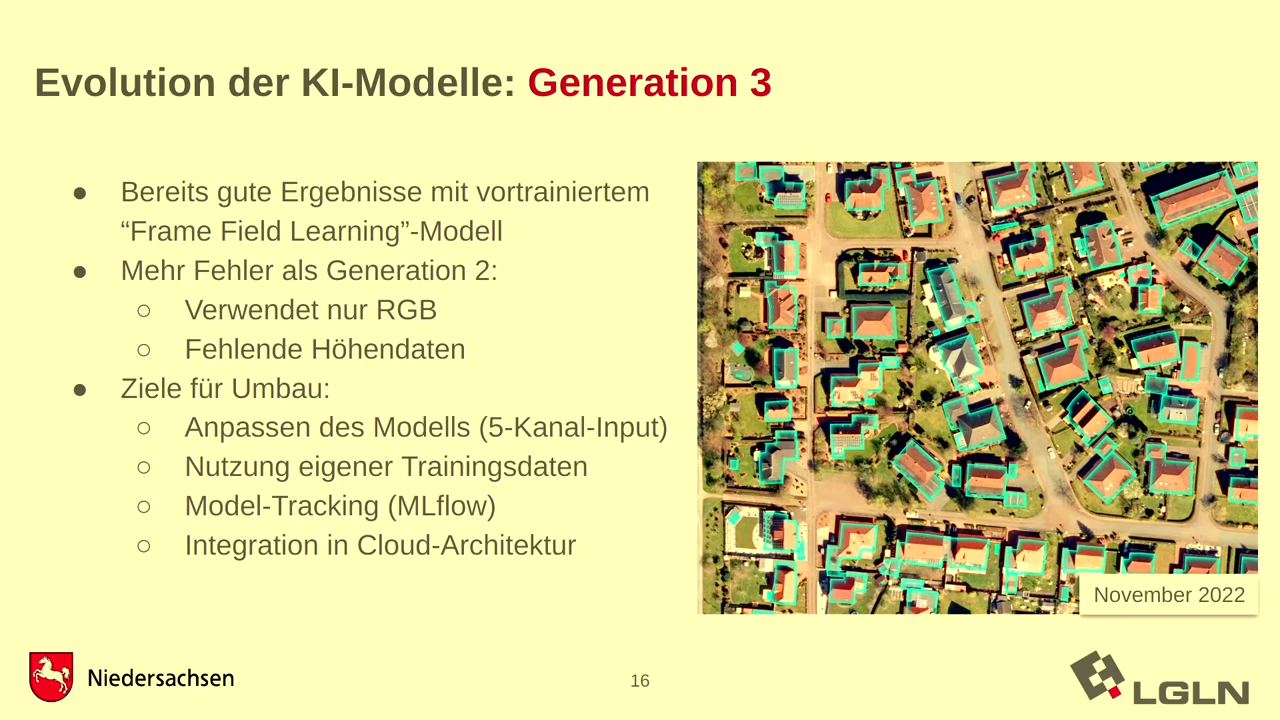 Evolution der KI-Modelle: Generation 3
● Bereits gute Ergebnisse mit vortrainiertem
“Frame Field Learning”-Modell
● Mehr Fehler als Generation 2:
○ Verwendet nur RGB
○ Fehlende Höhendaten
● Ziele für Umbau:
○ Anpassen des Modells (5-Kanal-Input)
○ Nutzung eigener Trainingsdaten
○ Model-Tracking (MLflow)
○ Integration in Cloud-Architektur
November 2022
Niedersachsen
16
LGLN